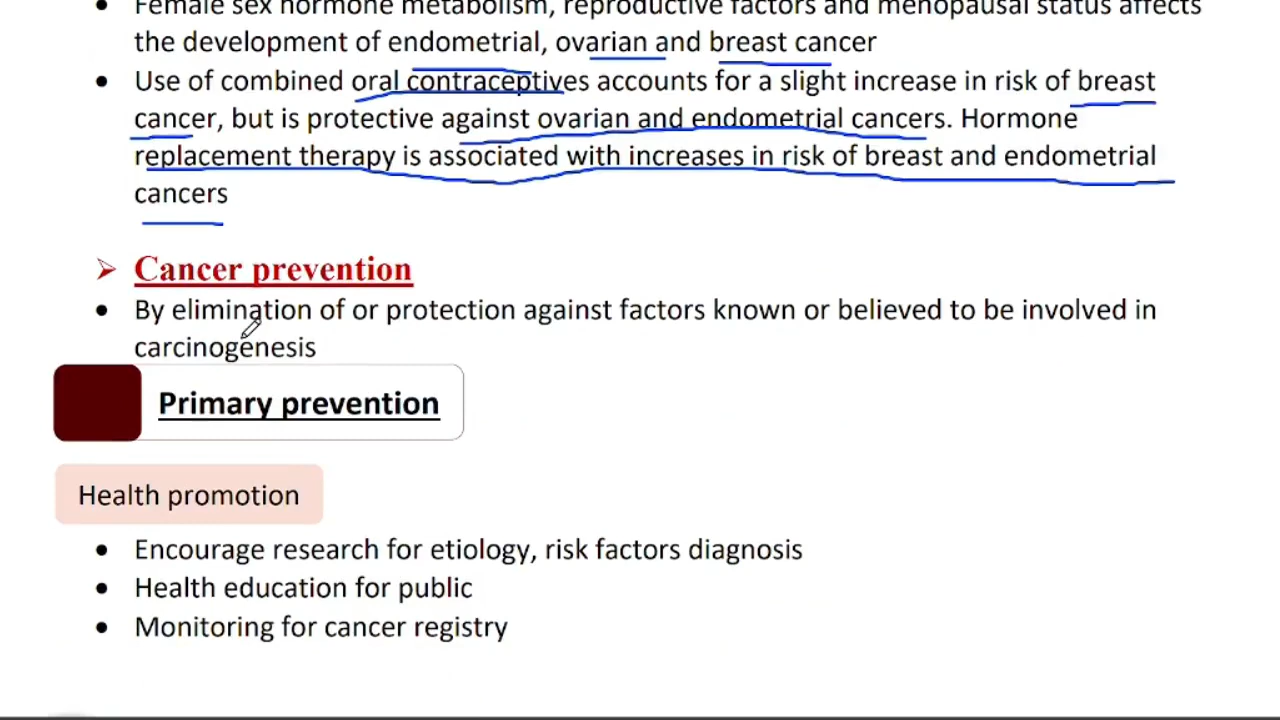 • Female sex hormone metabolism, reproductive factors and menopausal status affects
the development of endometrial, ovarian and breast cancer
• Use of combined oral contraceptives accounts for a slight increase in risk of breast
cancer, but is protective against ovarian and endometrial cancers. Hormone
replacement therapy is associated with increases in risk of breast and endometrial
cancers
➢ Cancer prevention
• By elimination of or protection against factors known or believed to be involved in
carcinogenesis
Primary prevention
Health promotion
• Encourage research for etiology, risk factors diagnosis
• Health education for public
• Monitoring for cancer registry